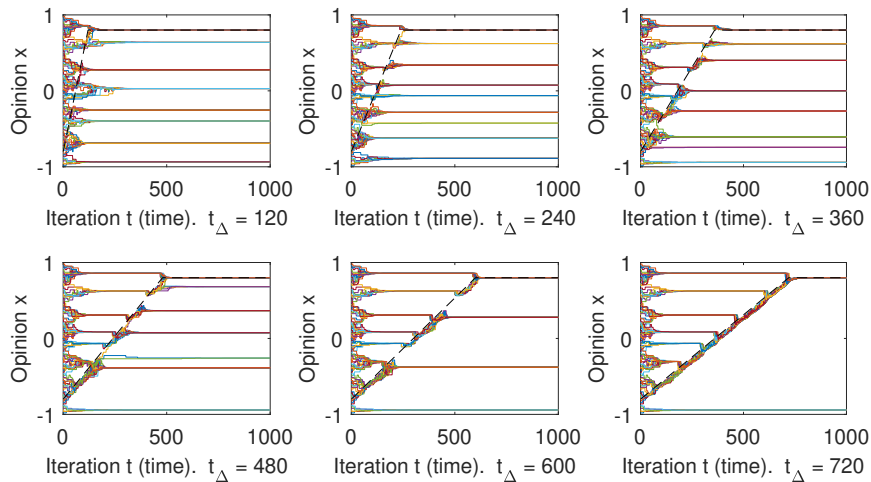 1
0
-1
Opinion x
0 500 1000
Iteration t (time). t_Δ = 120
1
0
-1
Opinion x
0 500 1000
Iteration t (time). t_Δ = 240
1
0
-1
Opinion x
0 500 1000
Iteration t (time). t_Δ = 360
1
0
-1
Opinion x
0 500 1000
Iteration t (time). t_Δ = 480
1
0
-1
Opinion x
0 500 1000
Iteration t (time). t_Δ = 600
1
0
-1
Opinion x
0 500 1000
Iteration t (time). t_Δ = 720